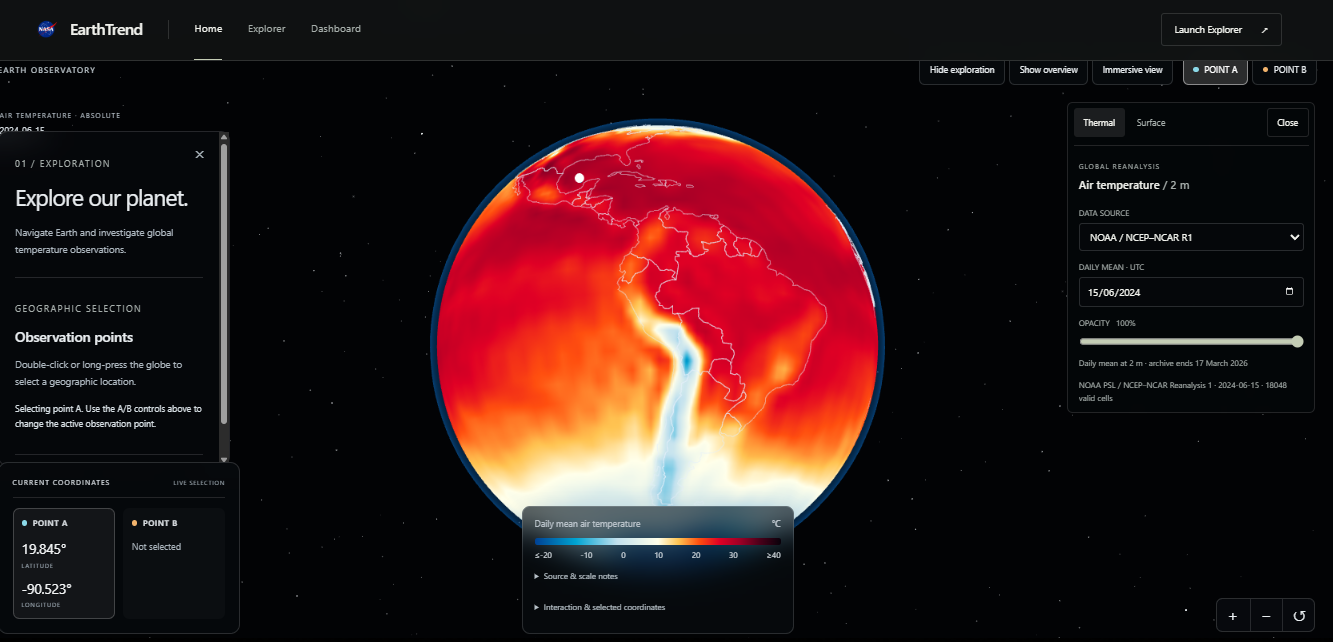 NASA
EarthTrend
Home
Explorer
Dashboard
Launch Explorer
EARTH OBSERVATORY
Hide exploration
Show overview
Immersive view
POINT A
POINT B
AIR TEMPERATURE · ABSOLUTE
2024-06-15
01 / EXPLORATION
Explore our planet.
Navigate Earth and investigate global
temperature observations.
GEOGRAPHIC SELECTION
Observation points
Double-click or long-press the globe to
select a geographic location.
Selecting point A. Use the A/B controls above to
change the active observation point.
CURRENT COORDINATES
LIVE SELECTION
POINT A
19.845°
LATITUDE
-90.523°
LONGITUDE
POINT B
Not selected
Daily mean air temperature
°C
≤-20 -10 0 10 20 30 ≥40
Source & scale notes
Interaction & selected coordinates
Thermal
Surface
Close
GLOBAL REANALYSIS
Air temperature / 2 m
DATA SOURCE
NOAA / NCEP–NCAR R1
DAILY MEAN · UTC
15/06/2024
OPACITY 100%
Daily mean at 2 m · archive ends 17 March 2026
NOAA PSL / NCEP–NCAR Reanalysis 1 · 2024-06-15 · 18048
valid cells
+ − ↺